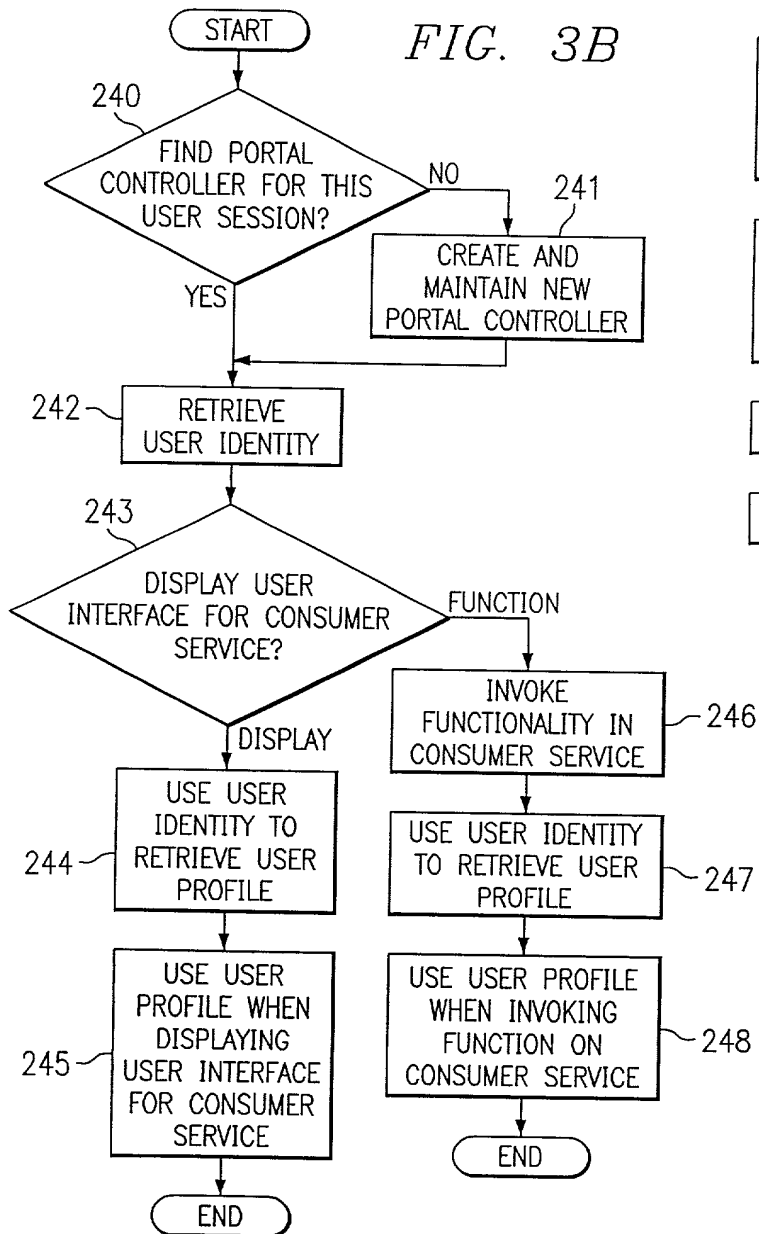 START
FIG. 3B
240
FIND PORTAL
CONTROLLER FOR THIS
USER SESSION?
NO
241
CREATE AND
MAINTAIN NEW
PORTAL CONTROLLER
YES
242
RETRIEVE
USER IDENTITY
243
DISPLAY USER
INTERFACE FOR CONSUMER
SERVICE?
FUNCTION
DISPLAY
INVOKE
FUNCTIONALITY IN
CONSUMER SERVICE
246
USE USER
IDENTITY TO
RETRIEVE USER
PROFILE
244
USE USER IDENTITY
TO RETRIEVE USER
PROFILE
247
USE USER
PROFILE WHEN
DISPLAYING
USER INTERFACE
FOR CONSUMER
SERVICE
245
USE USER PROFILE
WHEN INVOKING
FUNCTION ON
CONSUMER SERVICE
248
END
END